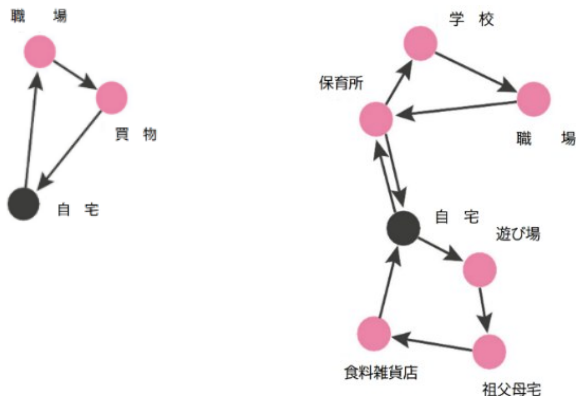 職　場
買　物
自　宅
学　校
保育所
職　場
自　宅
遊び場
食料雑貨店
祖父母宅